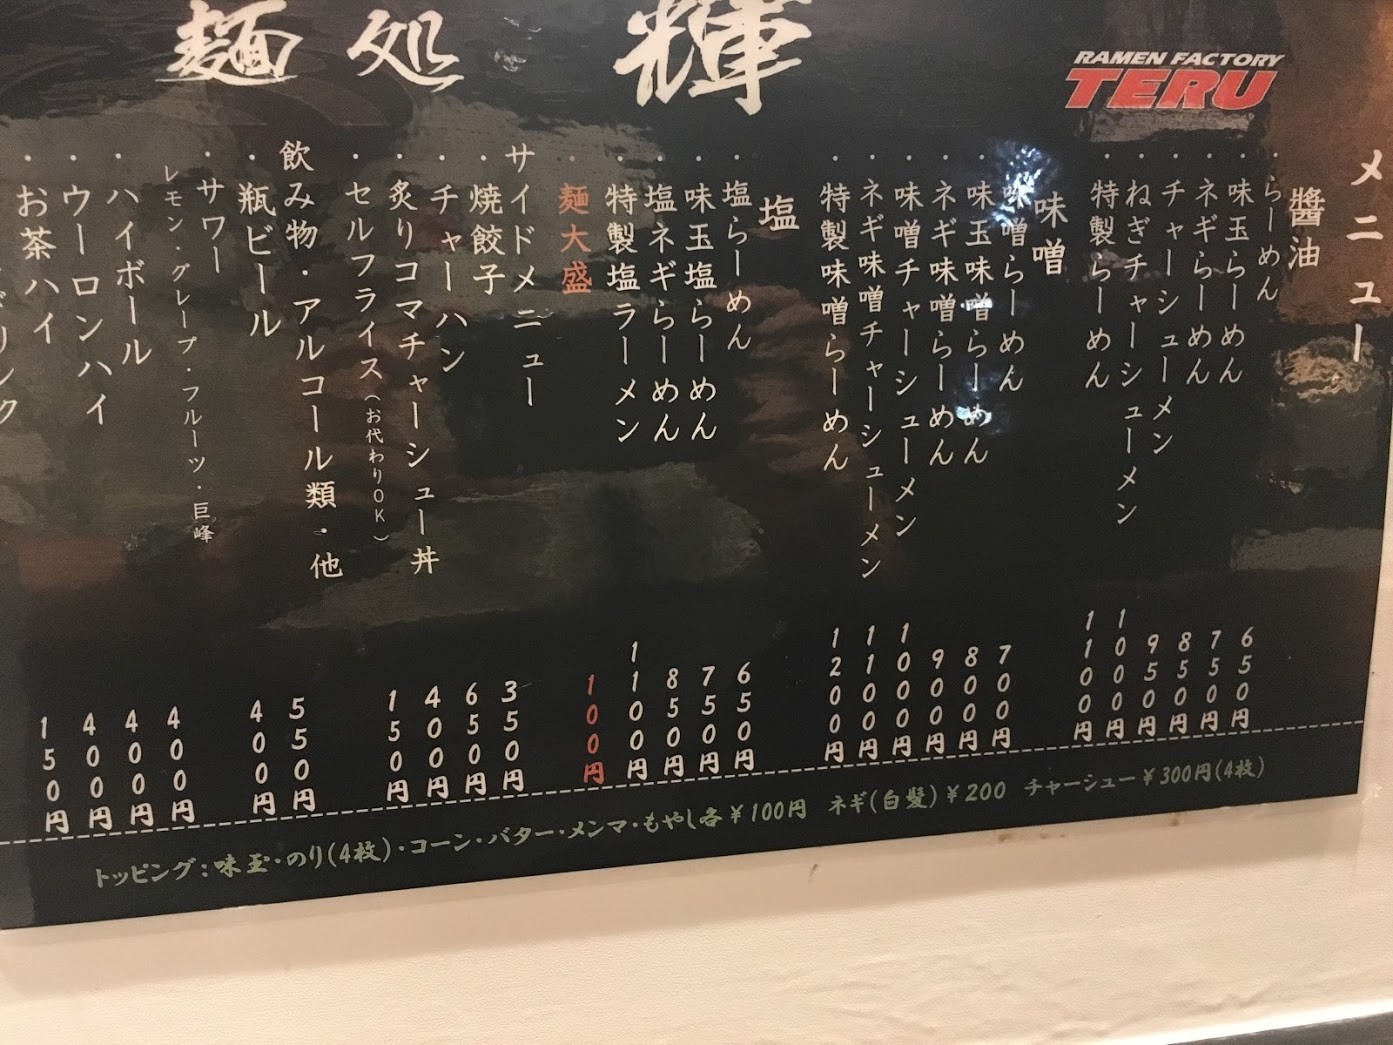 麺処 輝
RAMEN FACTORY
TERU
メニュー
醬油
・らーめん 650円
・味玉らーめん 750円
・ネギらーめん 850円
・チャーシューメン 950円
・ねぎチャーシューメン 1000円
・特製らーめん 1100円
味噌
・味噌らーめん 700円
・味玉味噌らーめん 800円
・ネギ味噌らーめん 900円
・味噌チャーシューメン 1000円
・ネギ味噌チャーシューメン 1100円
・特製味噌らーめん 1200円
塩
・塩らーめん 650円
・味玉塩らーめん 750円
・塩ネギらーめん 850円
・特製塩ラーメン 1100円
・麺大盛 100円
サイドメニュー
・焼餃子 350円
・チャーハン 650円
・炙りコマチャーシュー丼 400円
・セルフライス(お代わりOK) 150円
飲み物・アルコール類・他
・瓶ビール 550円
・サワー 400円
レモン・グレープ・フルーツ・巨峰
・ハイボール 400円
・ウーロンハイ 400円
・お茶ハイ 400円
リンク 150円
トッピング：味玉・のり(4枚)・コーン・バター・メンマ・もやし各￥100円 ネギ(白髪)￥200 チャーシュー￥300円(4枚)